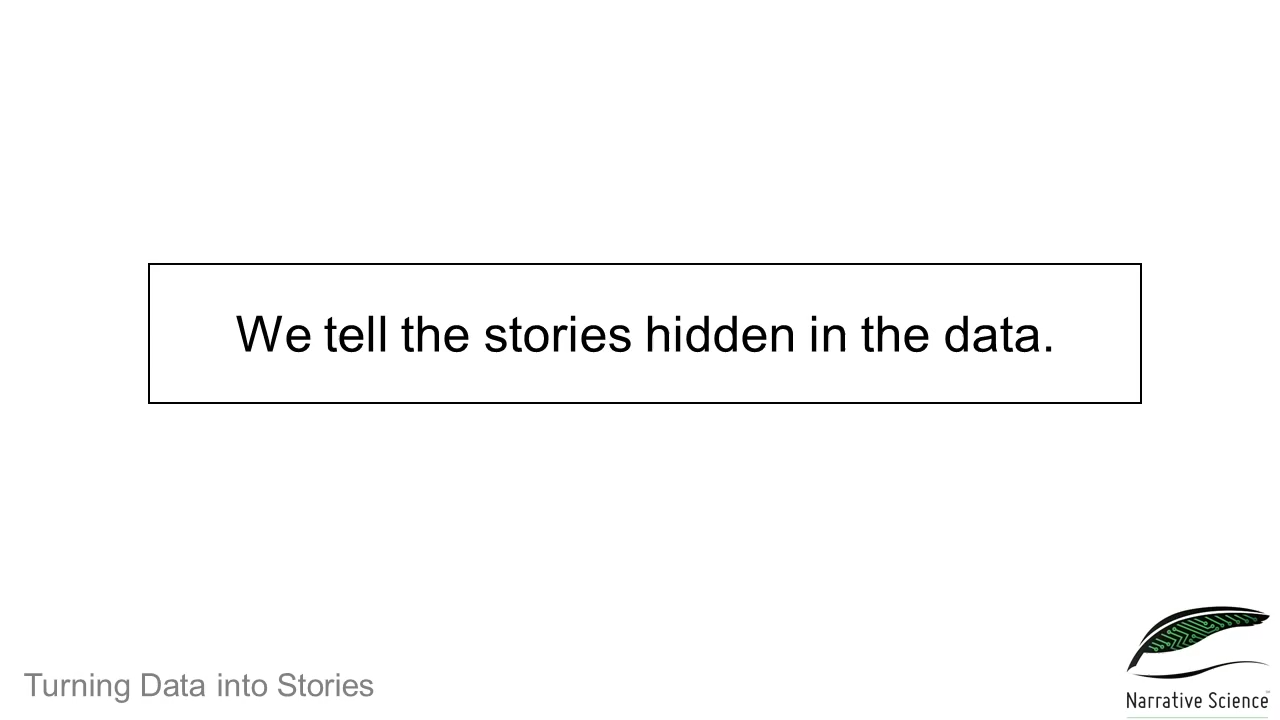 We tell the stories hidden in the data.
Turning Data into Stories
Narrative Science